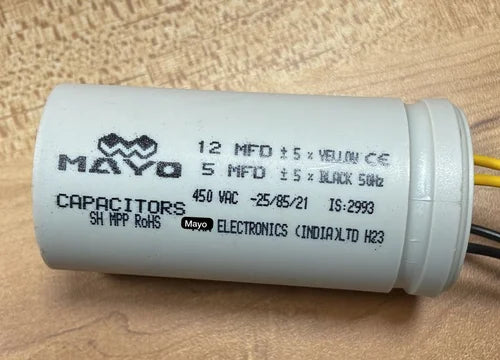 MAYO
CAPACITORS
SH MPP RoHS
12 MFD ± 5 % YELLOW CE
5 MFD ± 5 % BLACK 50Hz
450 VAC -25/85/21 IS:2993
Mayo ELECTRONICS (INDIA)LTD H23